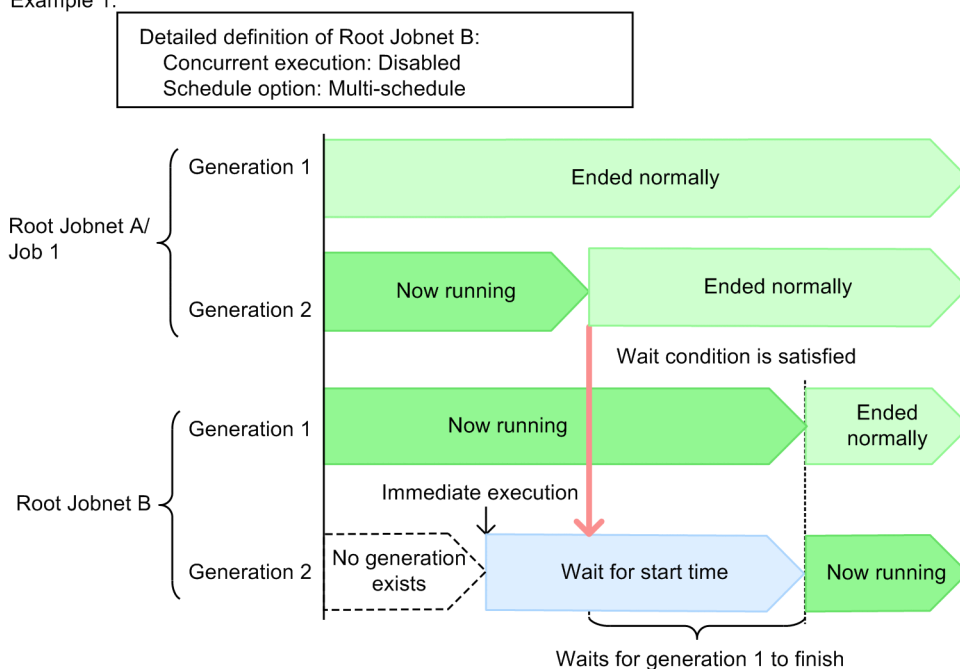 Example 1:
Detailed definition of Root Jobnet B:
Concurrent execution: Disabled
Schedule option: Multi-schedule
Generation 1
Ended normally
Root Jobnet A/
Job 1
Generation 2
Now running
Ended normally
Wait condition is satisfied
Generation 1
Now running
Ended
normally
Root Jobnet B
Immediate execution
Generation 2
No generation
exists
Wait for start time
Now running
Waits for generation 1 to finish